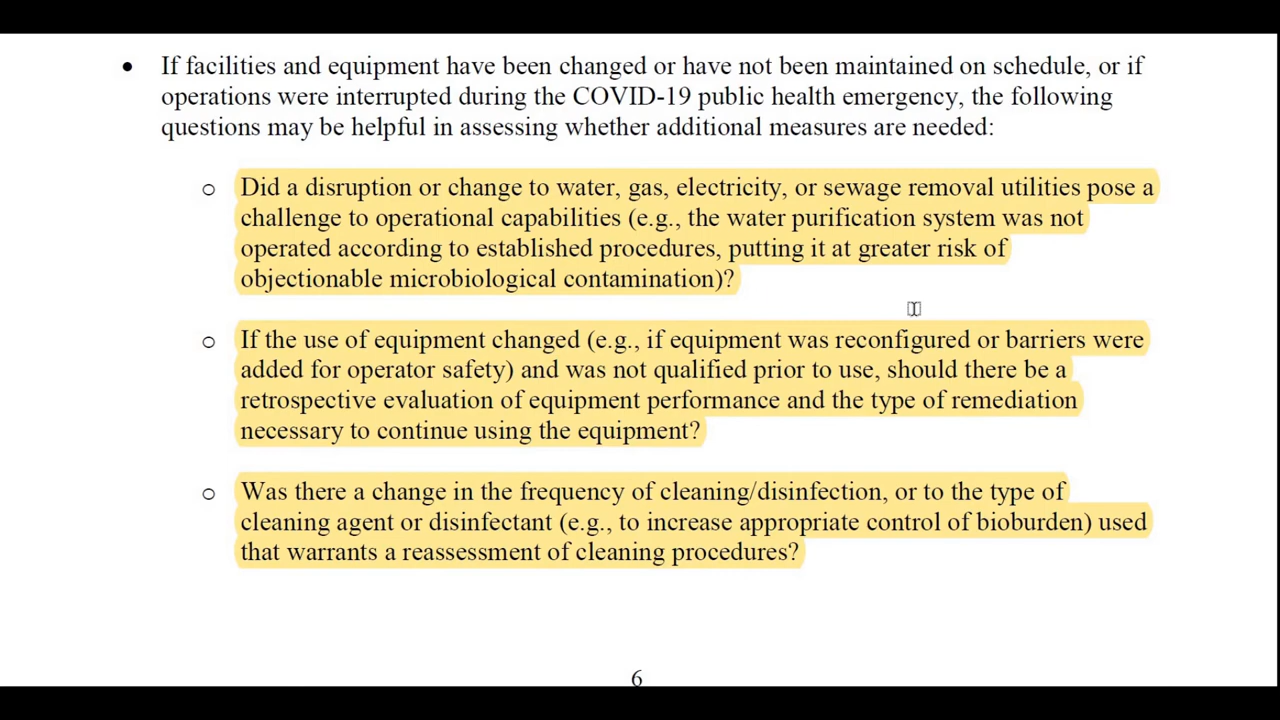 • If facilities and equipment have been changed or have not been maintained on schedule, or if
operations were interrupted during the COVID-19 public health emergency, the following
questions may be helpful in assessing whether additional measures are needed:
o Did a disruption or change to water, gas, electricity, or sewage removal utilities pose a
challenge to operational capabilities (e.g., the water purification system was not
operated according to established procedures, putting it at greater risk of
objectionable microbiological contamination)?
o If the use of equipment changed (e.g., if equipment was reconfigured or barriers were
added for operator safety) and was not qualified prior to use, should there be a
retrospective evaluation of equipment performance and the type of remediation
necessary to continue using the equipment?
o Was there a change in the frequency of cleaning/disinfection, or to the type of
cleaning agent or disinfectant (e.g., to increase appropriate control of bioburden) used
that warrants a reassessment of cleaning procedures?
6